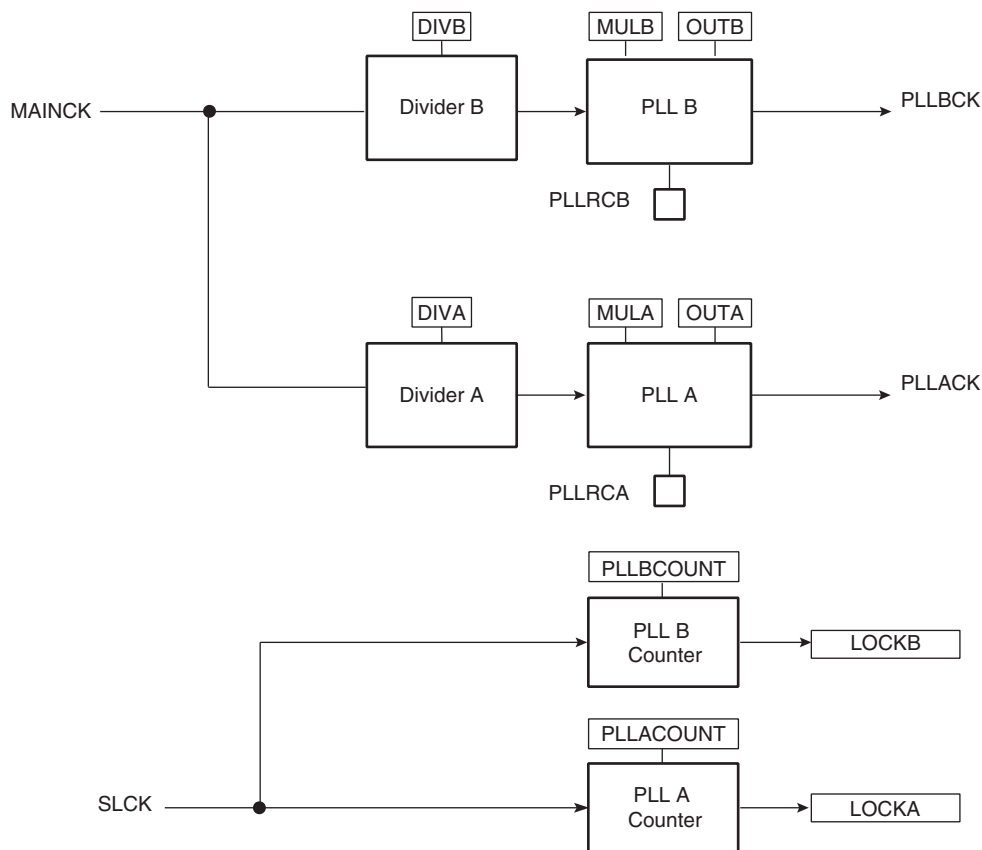 DIVB
MULB
OUTB
MAINCK
Divider B
PLL B
PLLBCK
PLLRCB
DIVA
MULA
OUTA
Divider A
PLL A
PLLACK
PLLRCA
PLLBCOUNT
PLL B
Counter
LOCKB
PLLACOUNT
SLCK
PLL A
Counter
LOCKA